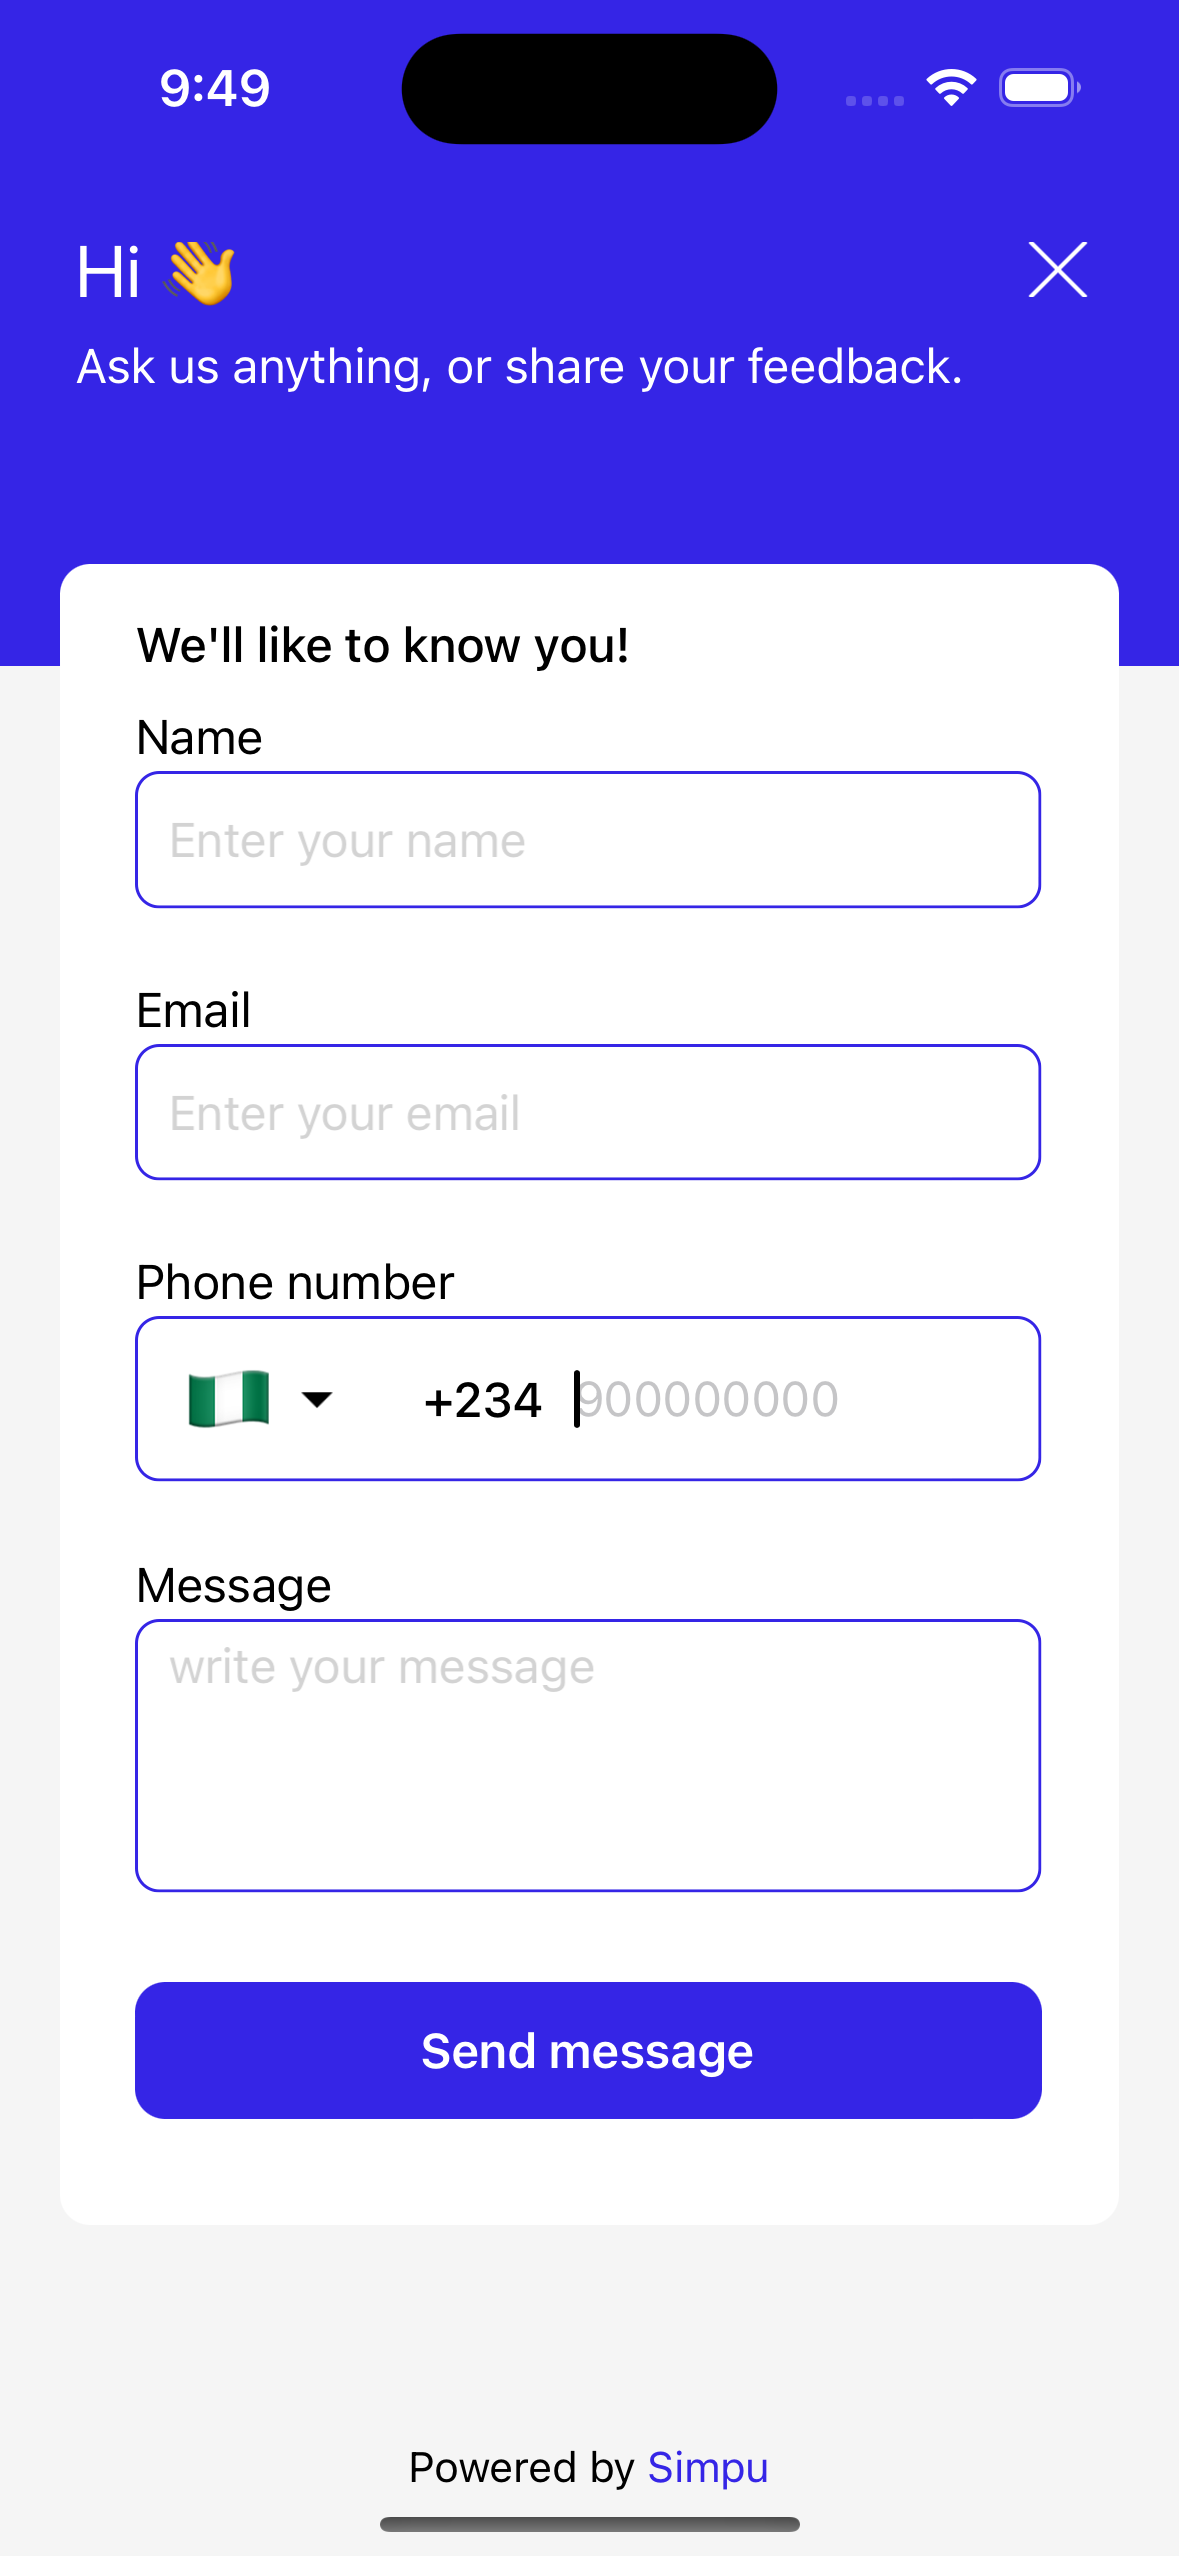 9:49
Hi 👋
Ask us anything, or share your feedback.
We'll like to know you!
Name
Enter your name
Email
Enter your email
Phone number
+234 900000000
Message
write your message
Send message
Powered by Simpu